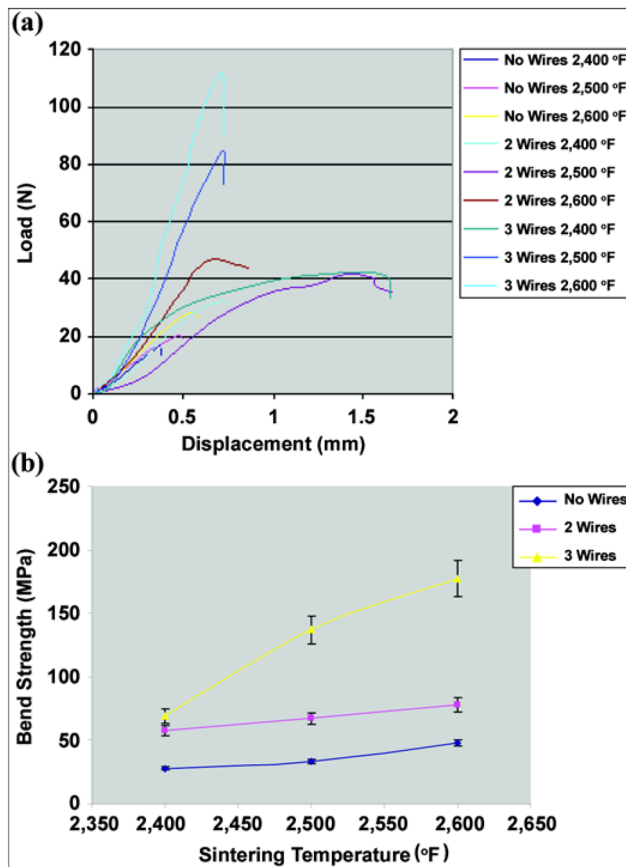 (a)
120
100
80
60
40
20
0
0
0.5
1
1.5
2
Load (N)
Displacement (mm)
No Wires 2,400 °F
No Wires 2,500 °F
No Wires 2,600 °F
2 Wires 2,400 °F
2 Wires 2,500 °F
2 Wires 2,600 °F
3 Wires 2,400 °F
3 Wires 2,500 °F
3 Wires 2,600 °F
(b)
250
200
150
100
50
0
2,350
2,400
2,450
2,500
2,550
2,600
2,650
Bend Strength (MPa)
Sintering Temperature (°F)
No Wires
2 Wires
3 Wires